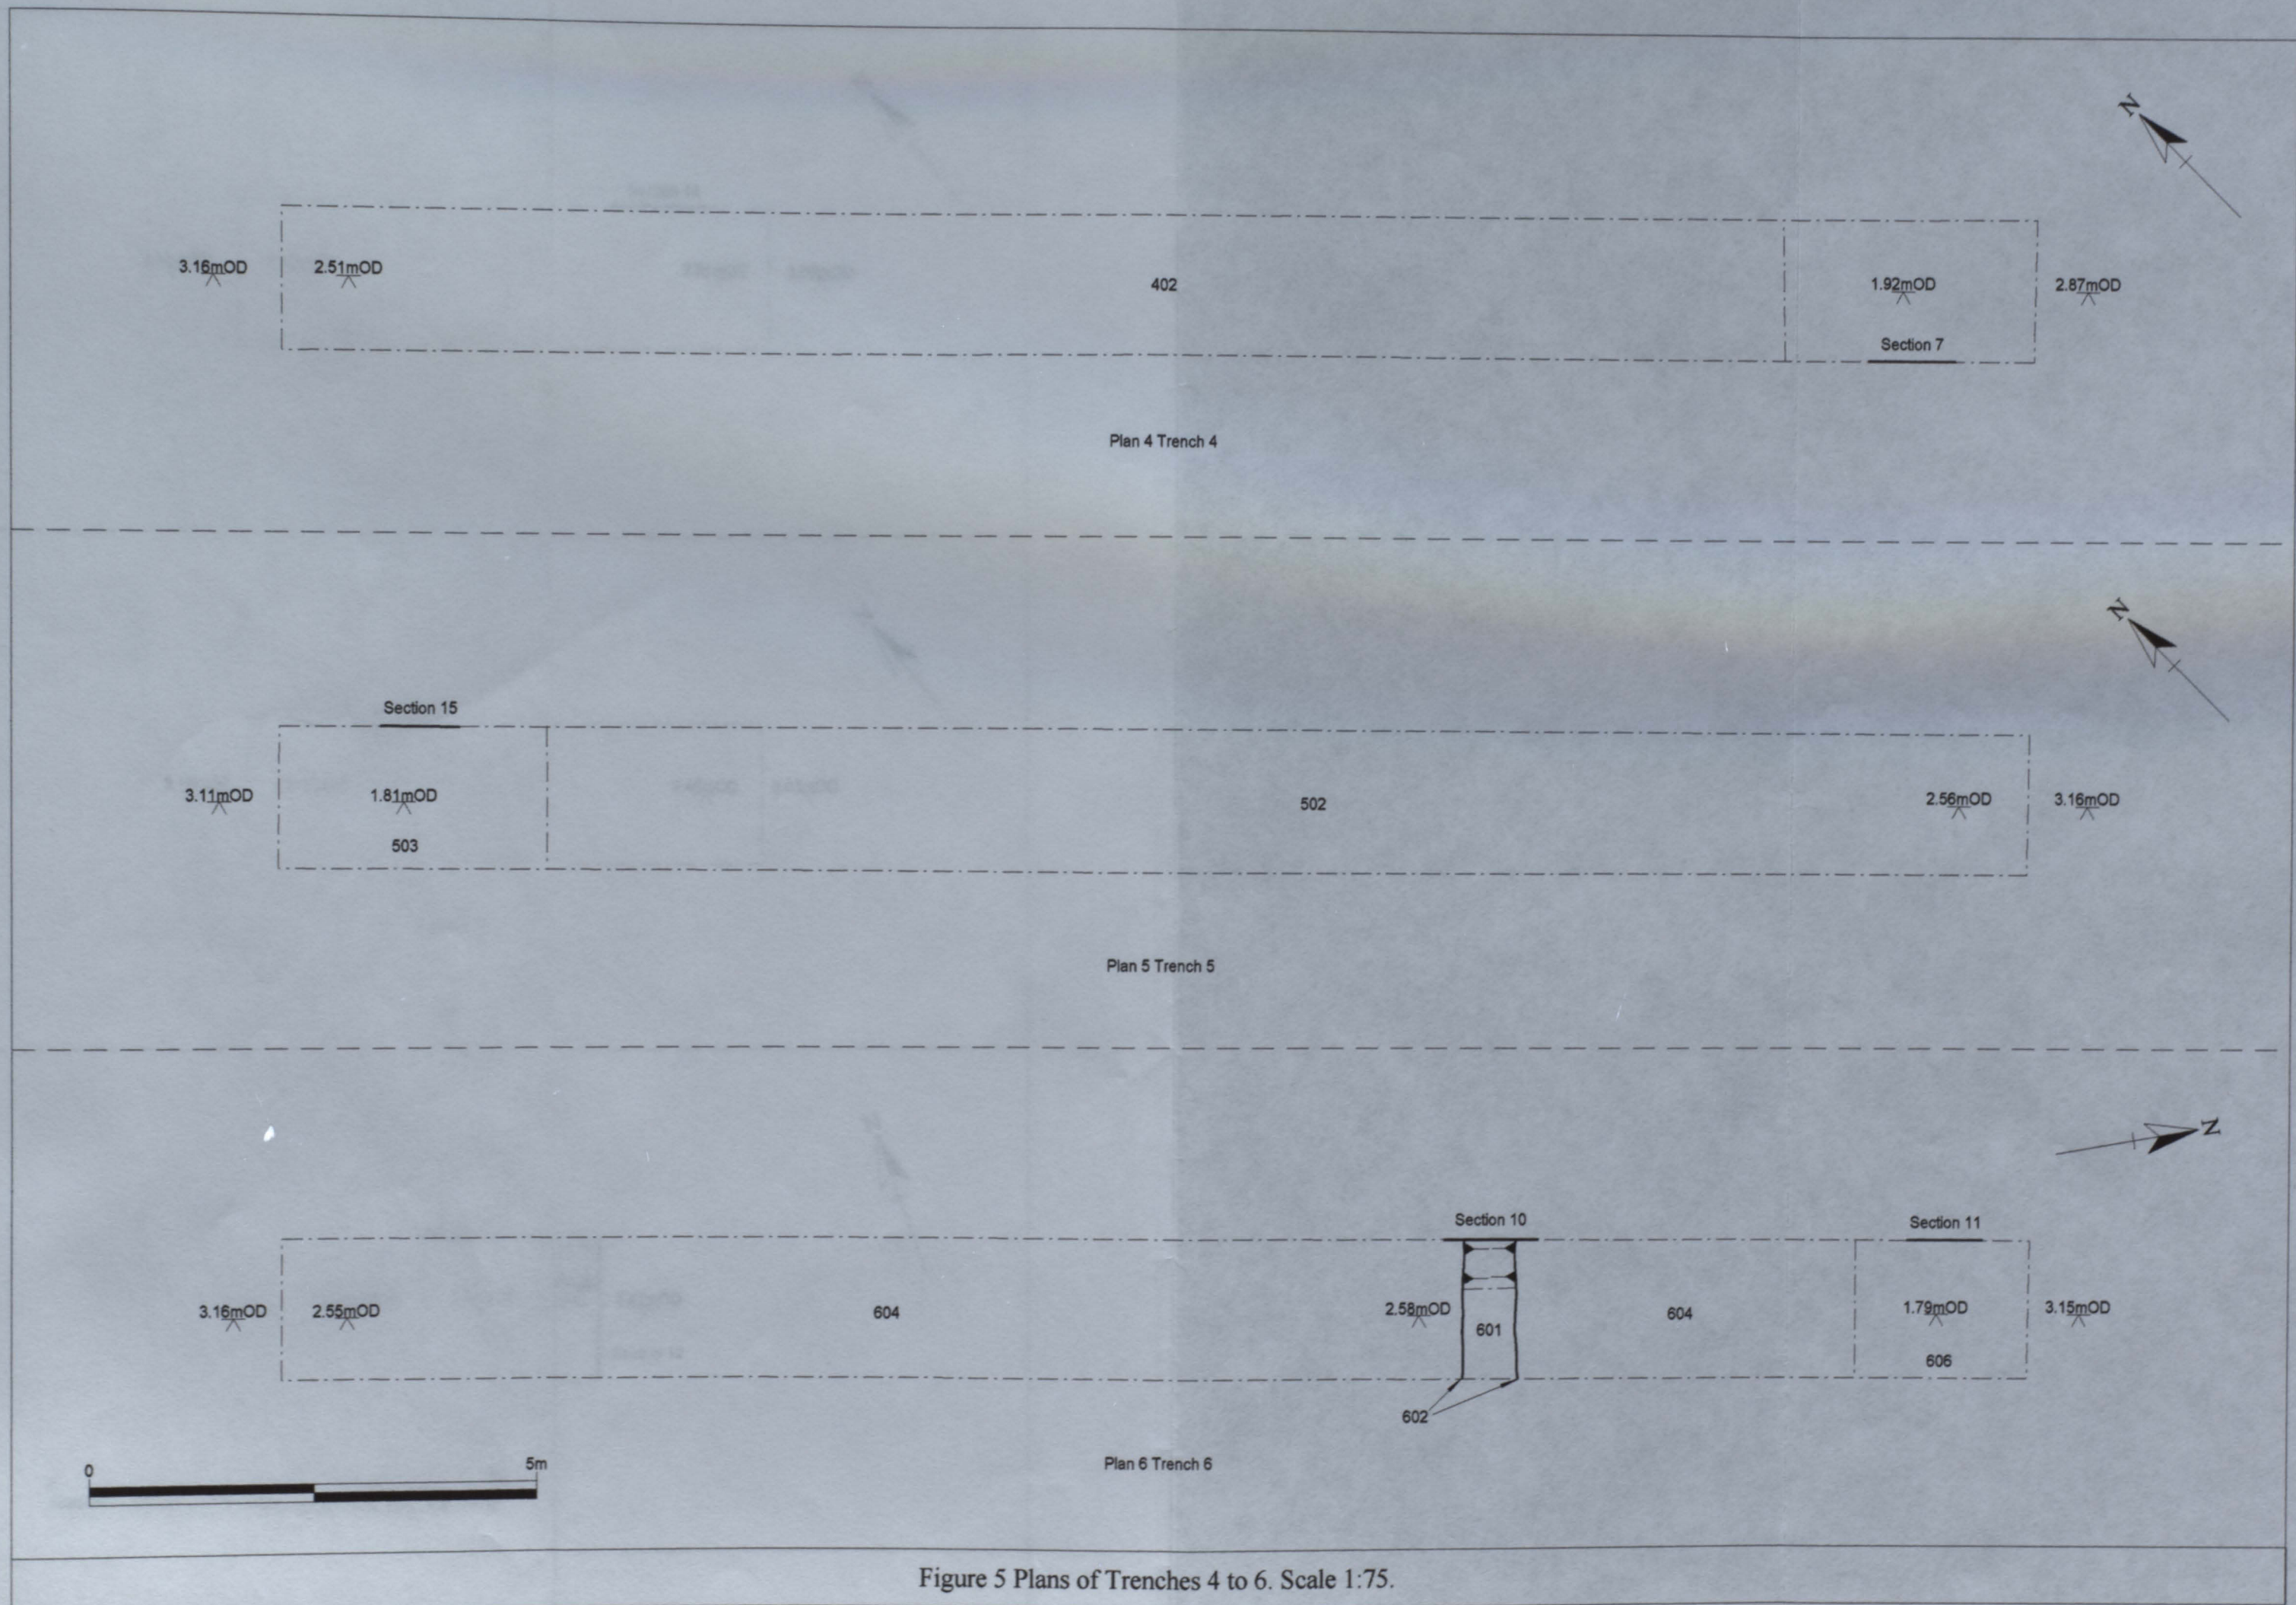 N
3.16mOD 2.51mOD 402 1.92mOD 2.87mOD
Section 7
Plan 4 Trench 4
N
Section 15
3.11mOD 1.81mOD 502 2.56mOD 3.16mOD
503
Plan 5 Trench 5
N
Section 10 Section 11
3.16mOD 2.55mOD 604 2.58mOD 601 604 1.79mOD 3.15mOD
606
602
0 5m
Plan 6 Trench 6
Figure 5 Plans of Trenches 4 to 6. Scale 1:75.